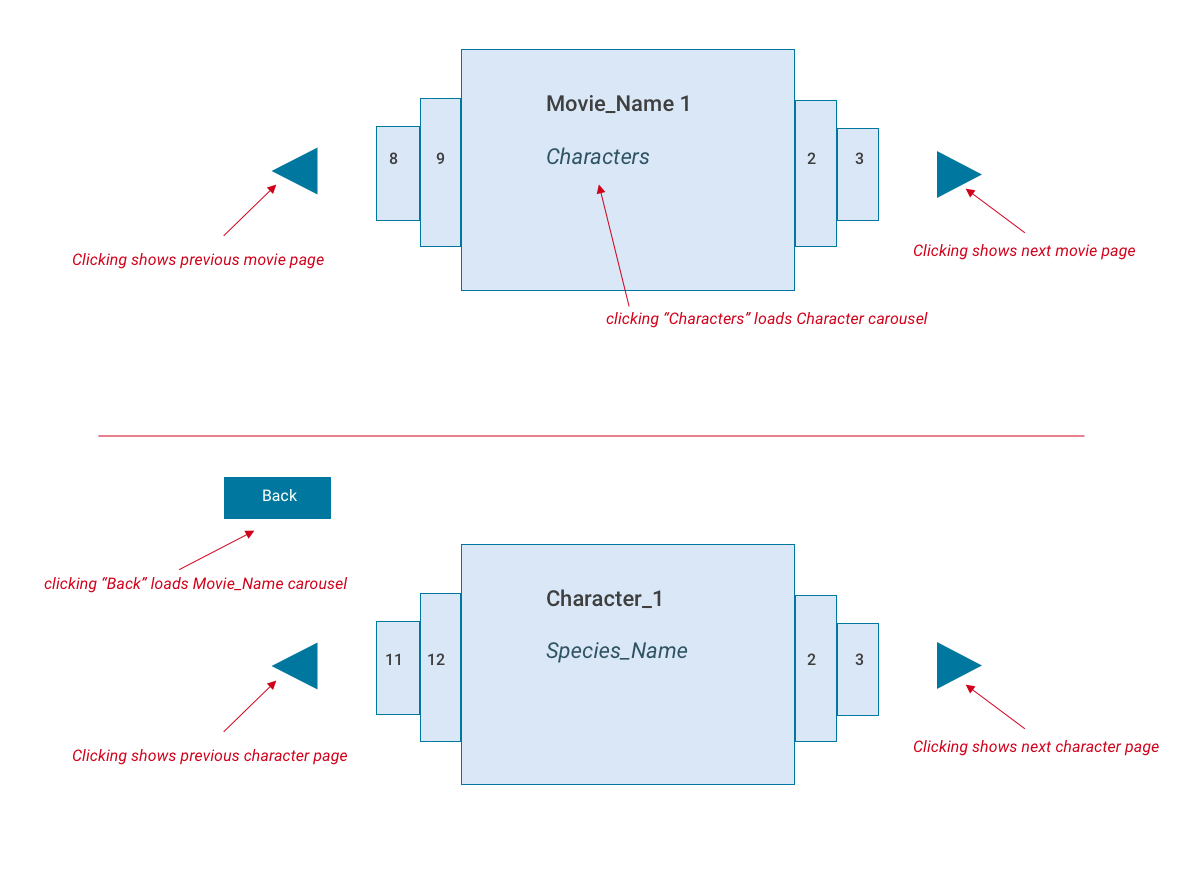 Movie_Name 1
8
9
Characters
2
3
Clicking shows previous movie page
Clicking shows next movie page
clicking “Characters” loads Character carousel
Back
clicking “Back” loads Movie_Name carousel
Character_1
Species_Name
11
12
2
3
Clicking shows previous character page
Clicking shows next character page